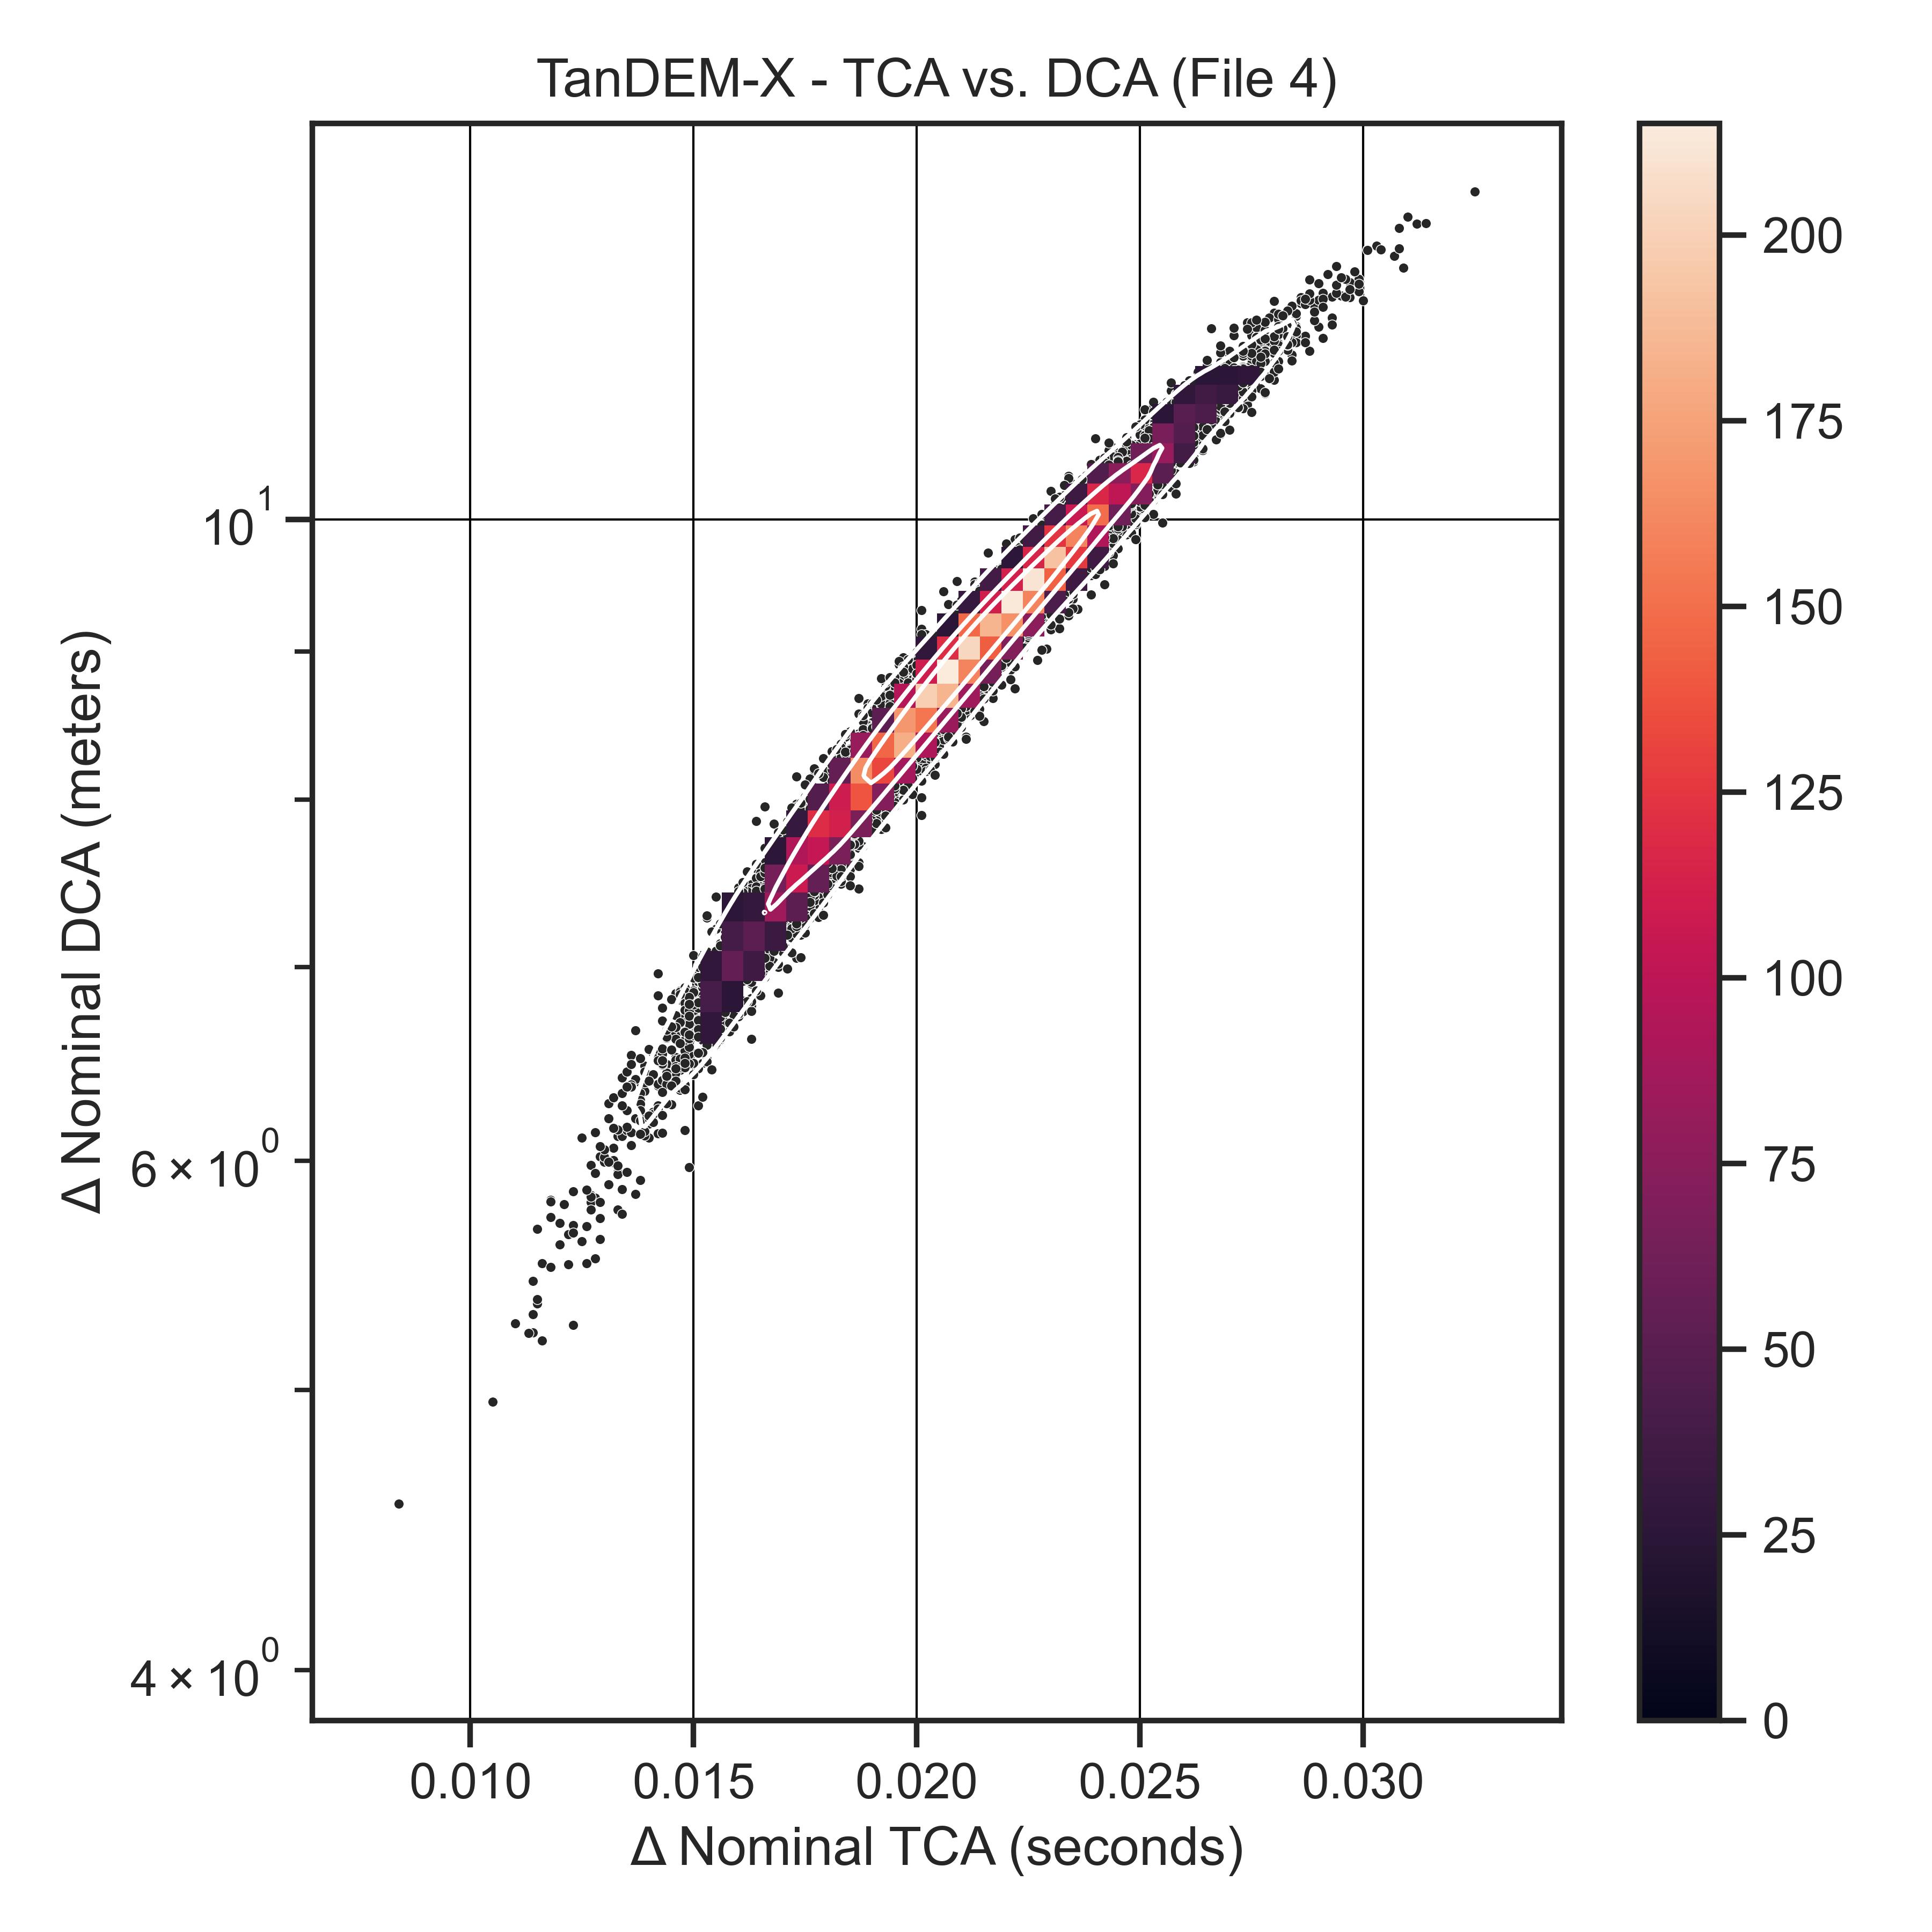 TanDEM-X - TCA vs. DCA (File 4)
Δ Nominal DCA (meters)
10¹
6 × 10⁰
4 × 10⁰
0.010 0.015 0.020 0.025 0.030
Δ Nominal TCA (seconds)
200
175
150
125
100
75
50
25
0